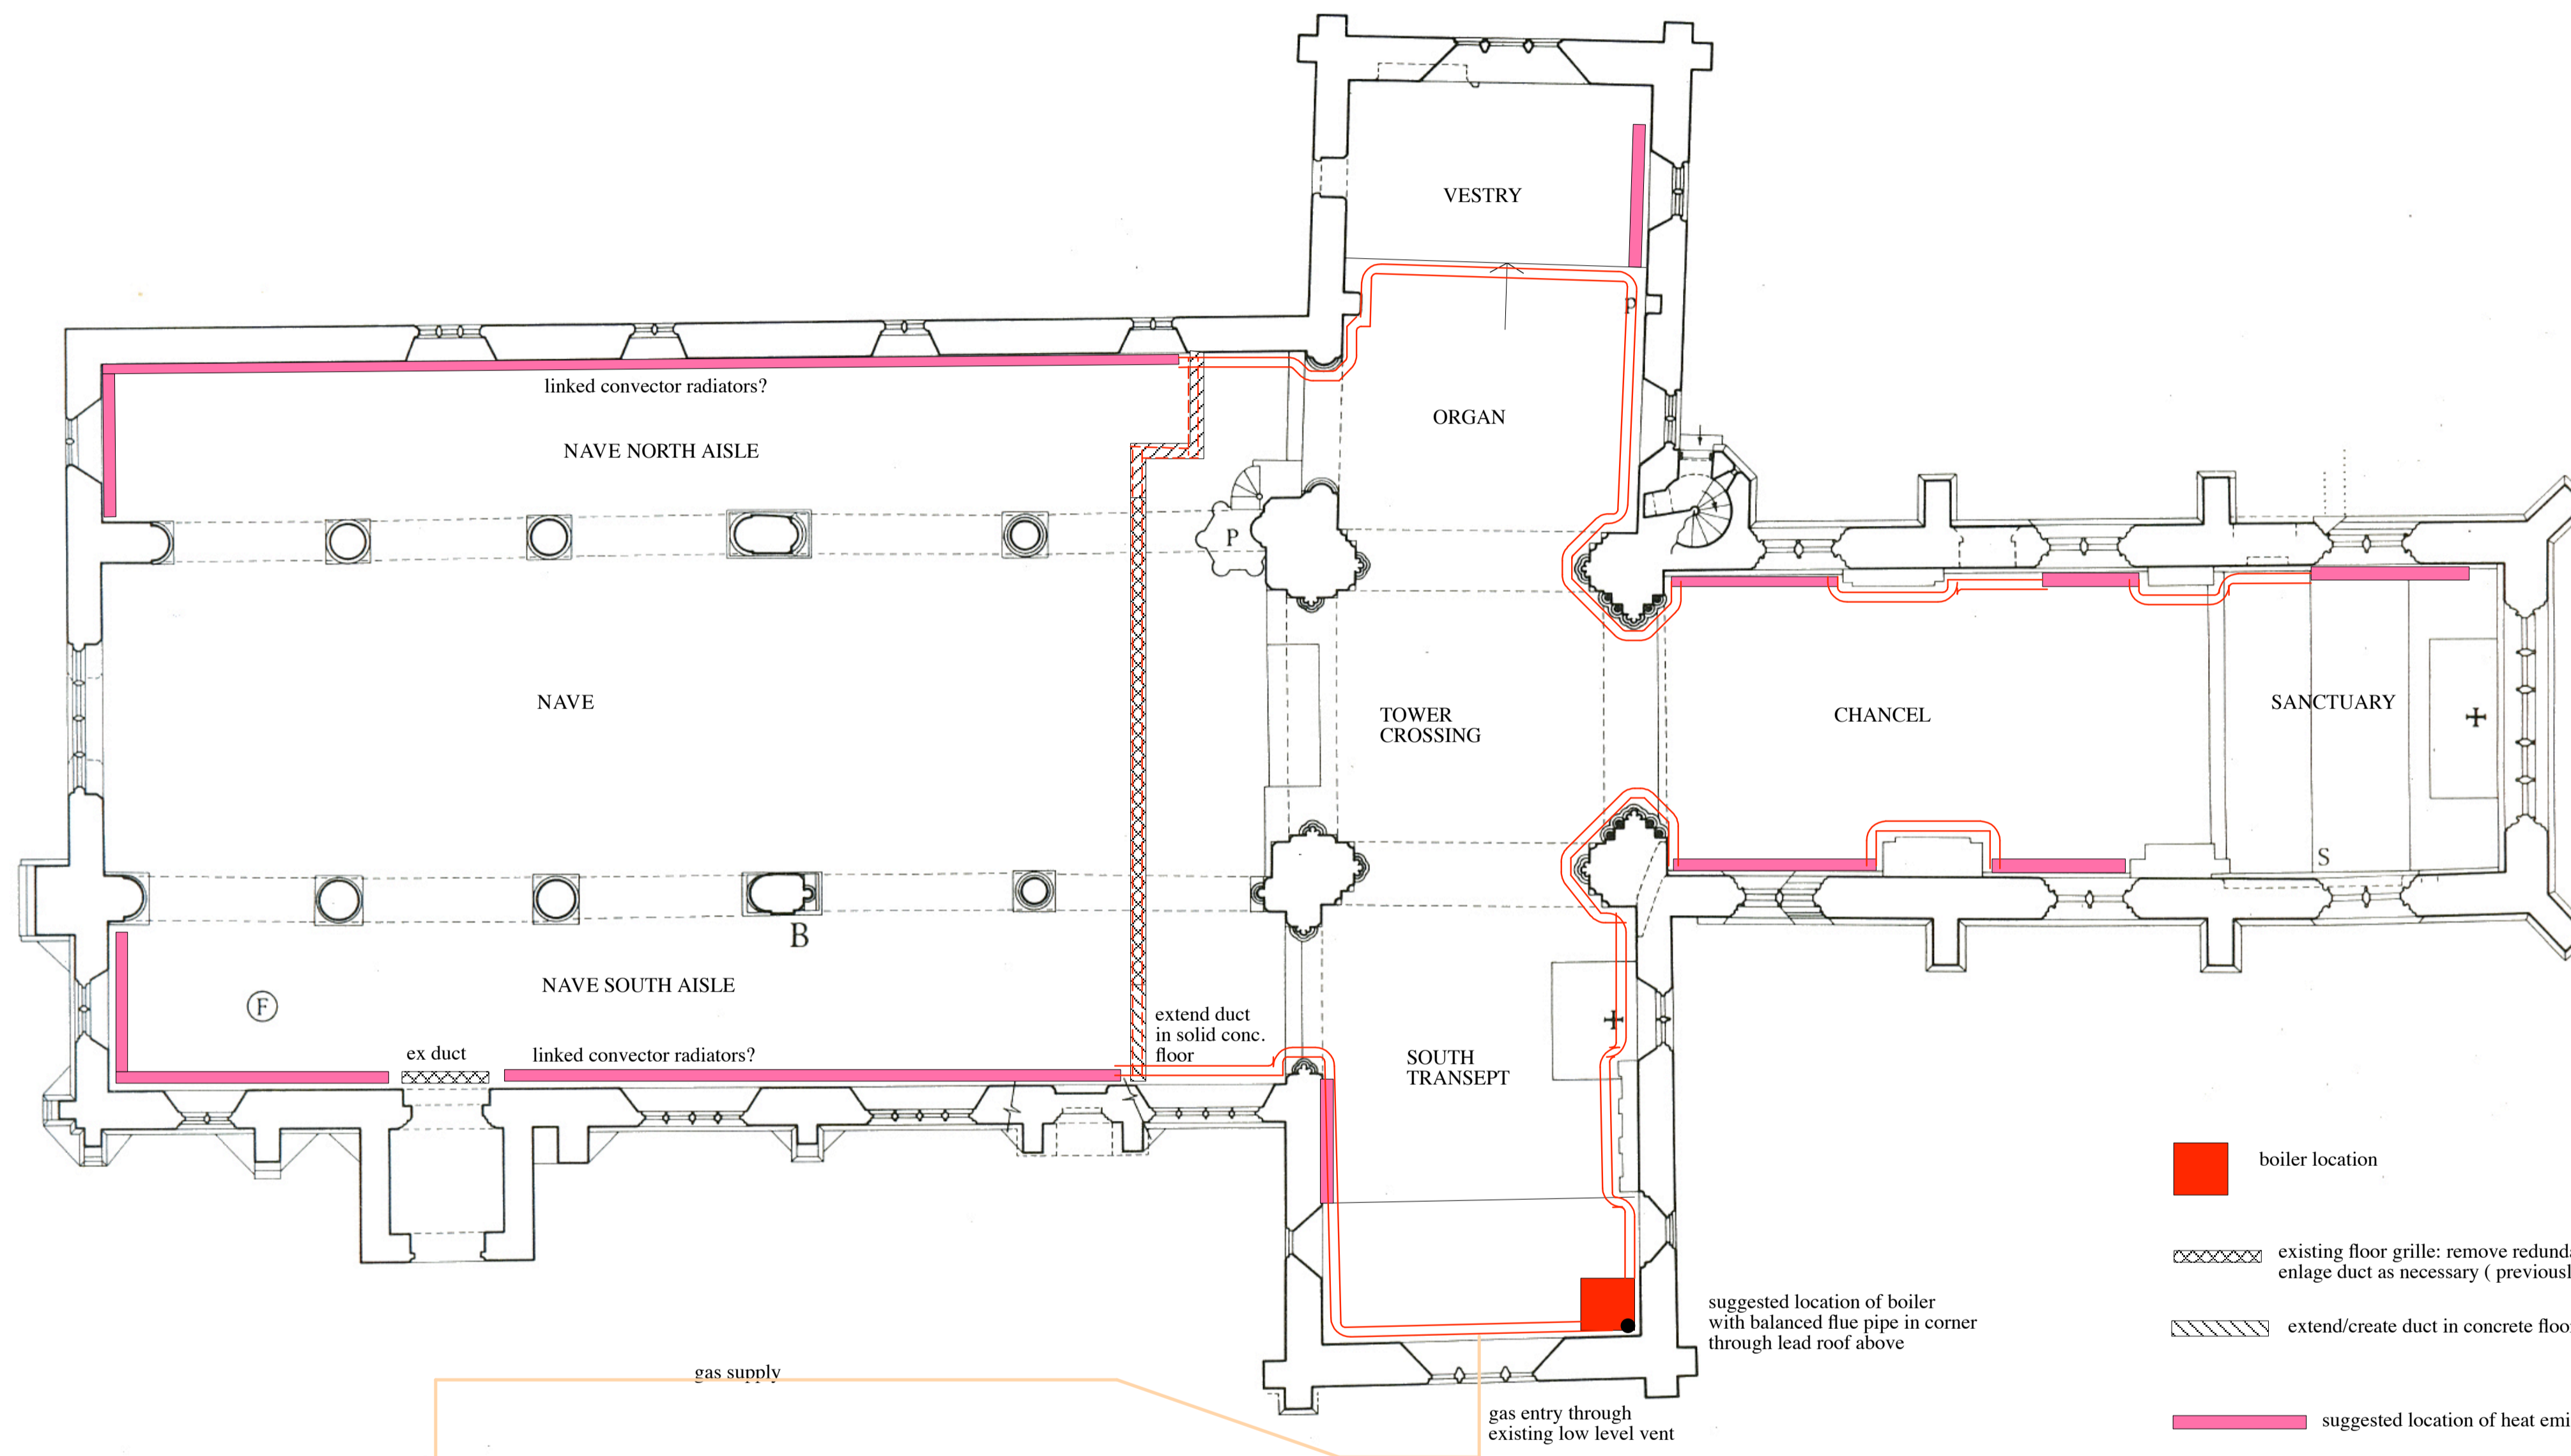 VESTRY
P
linked convector radiators?
ORGAN
NAVE NORTH AISLE
P
NAVE
TOWER
CROSSING
CHANCEL
SANCTUARY
S
B
NAVE SOUTH AISLE
F
extend duct
in solid conc.
floor
ex duct
linked convector radiators?
SOUTH
TRANSEPT
boiler location
existing floor grille: remove redund
enlage duct as necessary ( previousl
suggested location of boiler
with balanced flue pipe in corner
through lead roof above
extend/create duct in concrete floo
gas supply
gas entry through
existing low level vent
suggested location of heat emi